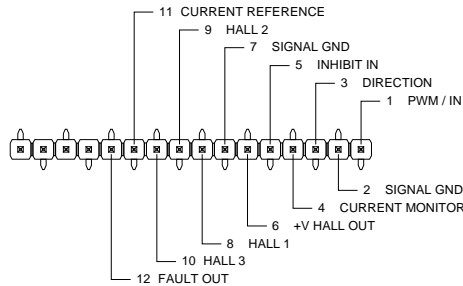 11 CURRENT REFERENCE
9 HALL 2
7 SIGNAL GND
5 INHIBIT IN
3 DIRECTION
1 PWM / IN
2 SIGNAL GND
4 CURRENT MONITOR
6 +V HALL OUT
8 HALL 1
10 HALL 3
12 FAULT OUT